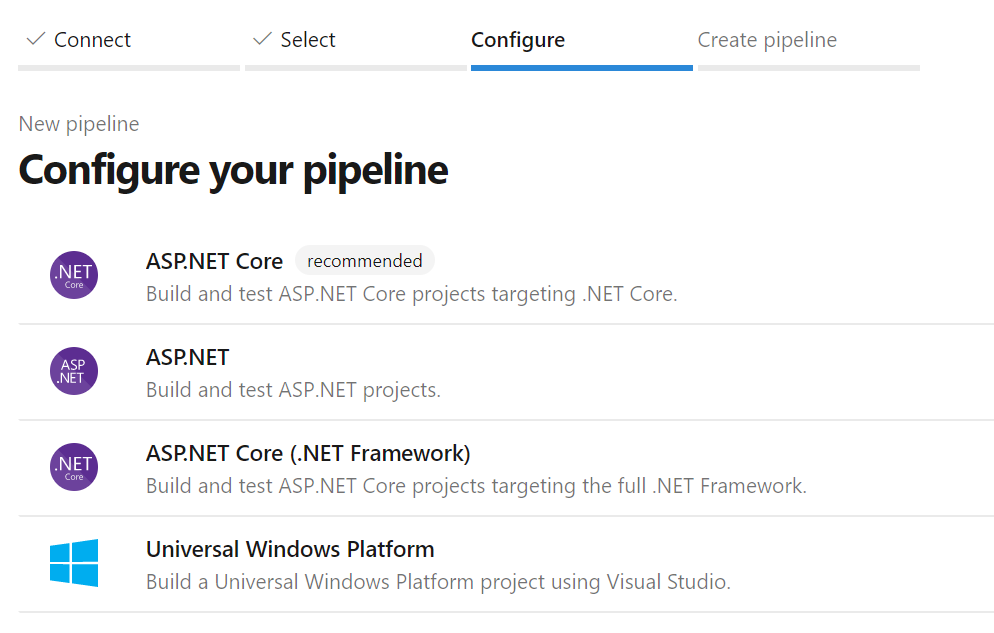 Connect
Select
Configure
Create pipeline
New pipeline
Configure your pipeline
.NET
Core
ASP.NET Core recommended
Build and test ASP.NET Core projects targeting .NET Core.
ASP
.NET
ASP.NET
Build and test ASP.NET projects.
.NET
Core
ASP.NET Core (.NET Framework)
Build and test ASP.NET Core projects targeting the full .NET Framework.
Universal Windows Platform
Build a Universal Windows Platform project using Visual Studio.